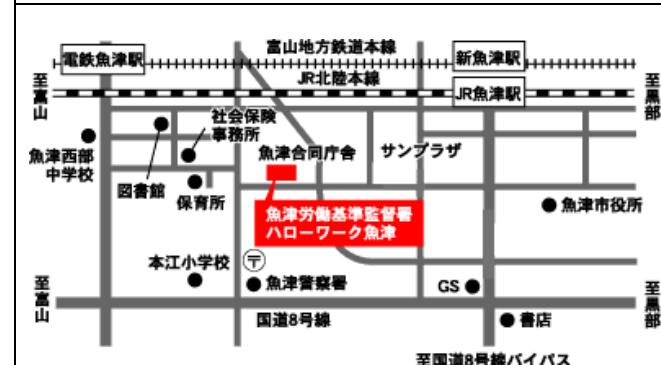 富山地方鉄道本線
電鉄魚津駅
新魚津駅
JR北陸本線
JR魚津駅
至富山
至黒部
社会保険
事務所
魚津合同庁舎
サンプラザ
魚津西部
中学校
図書館
保育所
魚津労働基準監督署
ハローワーク魚津
魚津市役所
本江小学校
〒
魚津警察署
GS
至富山
至黒部
国道8号線
書店
至国道8号線バイパス